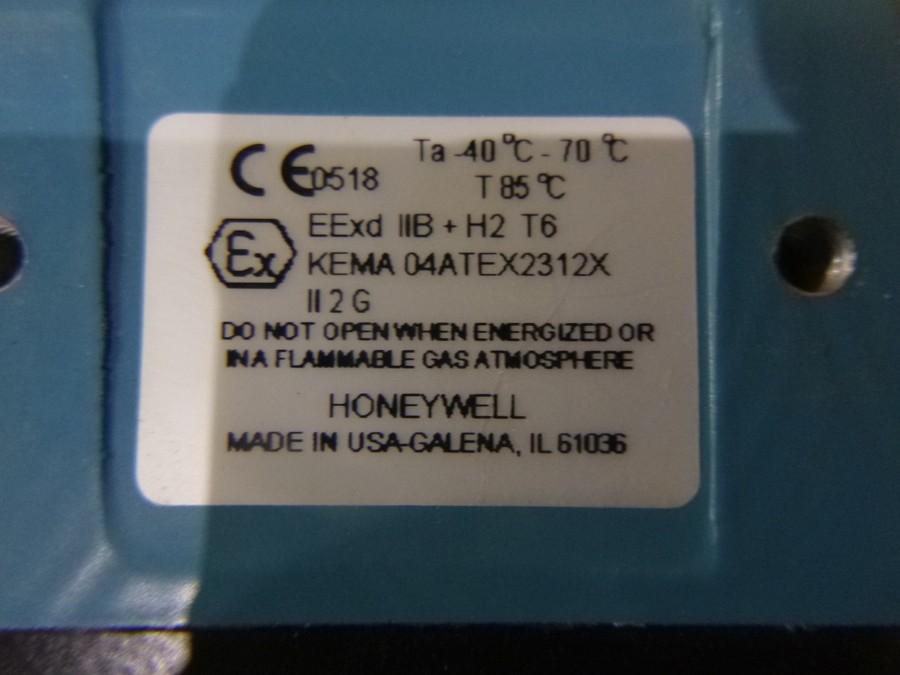 CE0518
Ta -40 °C - 70 °C
T 85 °C
Ex
EExd IIB + H2 T6
KEMA 04ATEX2312X
II 2 G
DO NOT OPEN WHEN ENERGIZED OR
IN A FLAMMABLE GAS ATMOSPHERE
HONEYWELL
MADE IN USA-GALENA, IL 61036